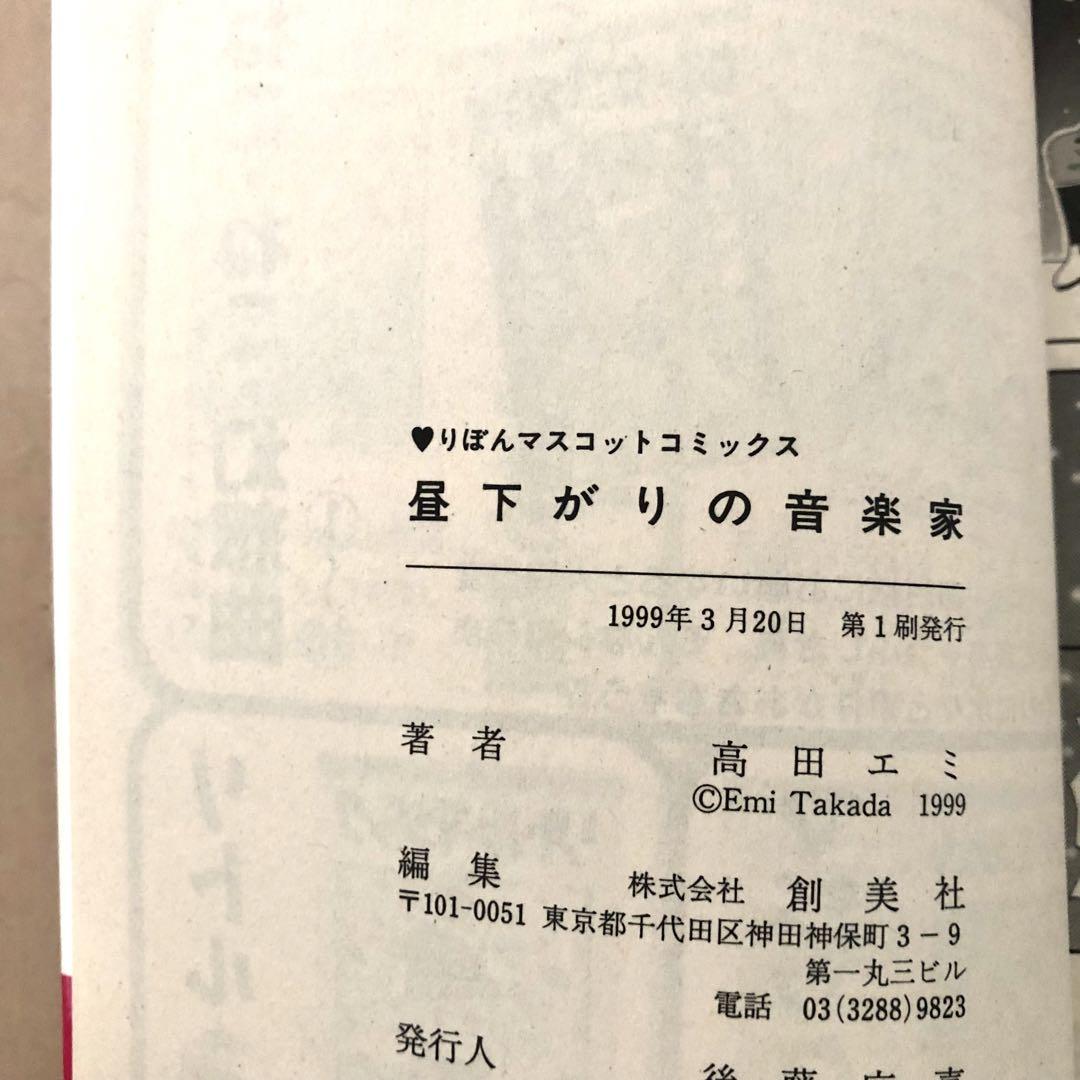 ♥りぼんマスコットコミックス
昼下がりの音楽家
1999年3月20日 第1刷発行
著者 高田エミ
©Emi Takada 1999
編集 株式会社 創美社
〒101-0051 東京都千代田区神田神保町3-9
第一丸三ビル
電話 03(3288)9823
発行人